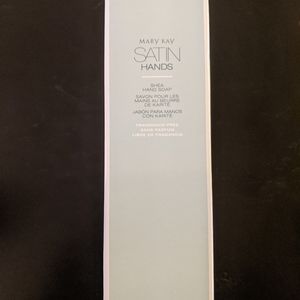 MARY KAY
SATIN
HANDS
SHEA
HAND SOAP
SAVON POUR LES
MAINS AU BEURRE
DE KARITÉ
JABÓN PARA MANOS
CON KARITÉ
FRAGRANCE-FREE
SANS PARFUM
LIBRE DE FRAGANCIA